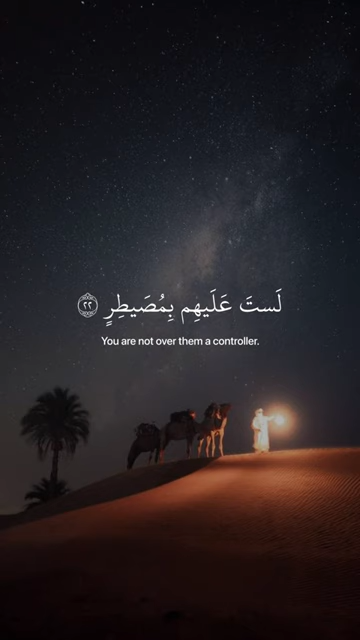 لَستَ عَلَيهِم بِمُصَيطِرٍ ٢٢
You are not over them a controller.